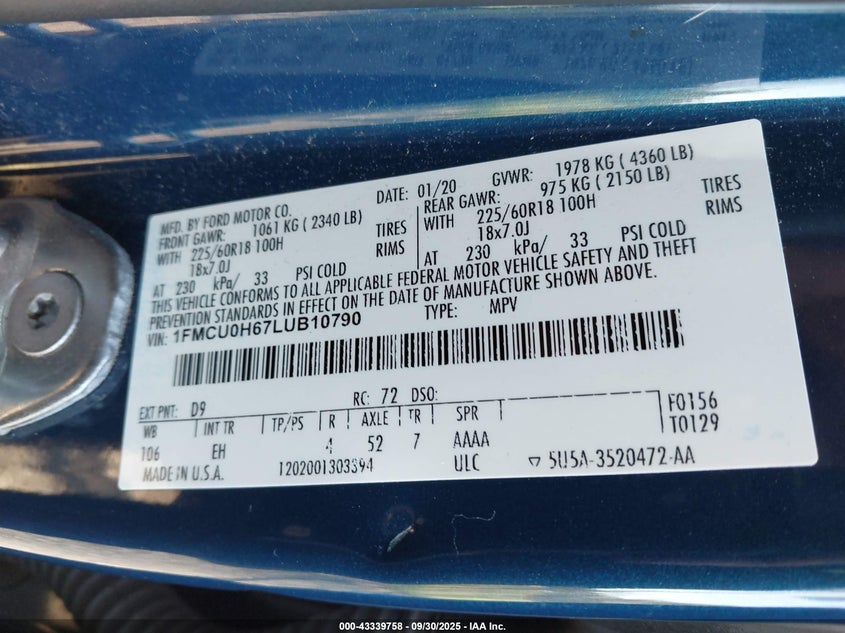 MFD. BY FORD MOTOR CO.
DATE: 01/20 GVWR: 1978 KG ( 4360 LB)
FRONT GAWR: 1061 KG ( 2340 LB) REAR GAWR: 975 KG ( 2150 LB)
WITH 225/60R18 100H TIRES WITH 225/60R18 100H TIRES
18x7.0J RIMS 18x7.0J RIMS
AT 230 kPa/ 33 PSI COLD AT 230 kPa/ 33 PSI COLD
THIS VEHICLE CONFORMS TO ALL APPLICABLE FEDERAL MOTOR VEHICLE SAFETY AND THEFT
PREVENTION STANDARDS IN EFFECT ON THE DATE OF MANUFACTURE SHOWN ABOVE.
VIN: 1FMCU0H67LUB10790 TYPE: MPV
EXT PNT: D9 RC: 72 DSO: F0156
WB INT TR TP/PS R AXLE TR SPR T0129
106 EH 4 52 7 AAAA
MADE IN U.S.A. 1202001303394 ULC ▽ 5U5A-3520472-AA
000-43339758 - 09/30/2025 - IAA Inc.